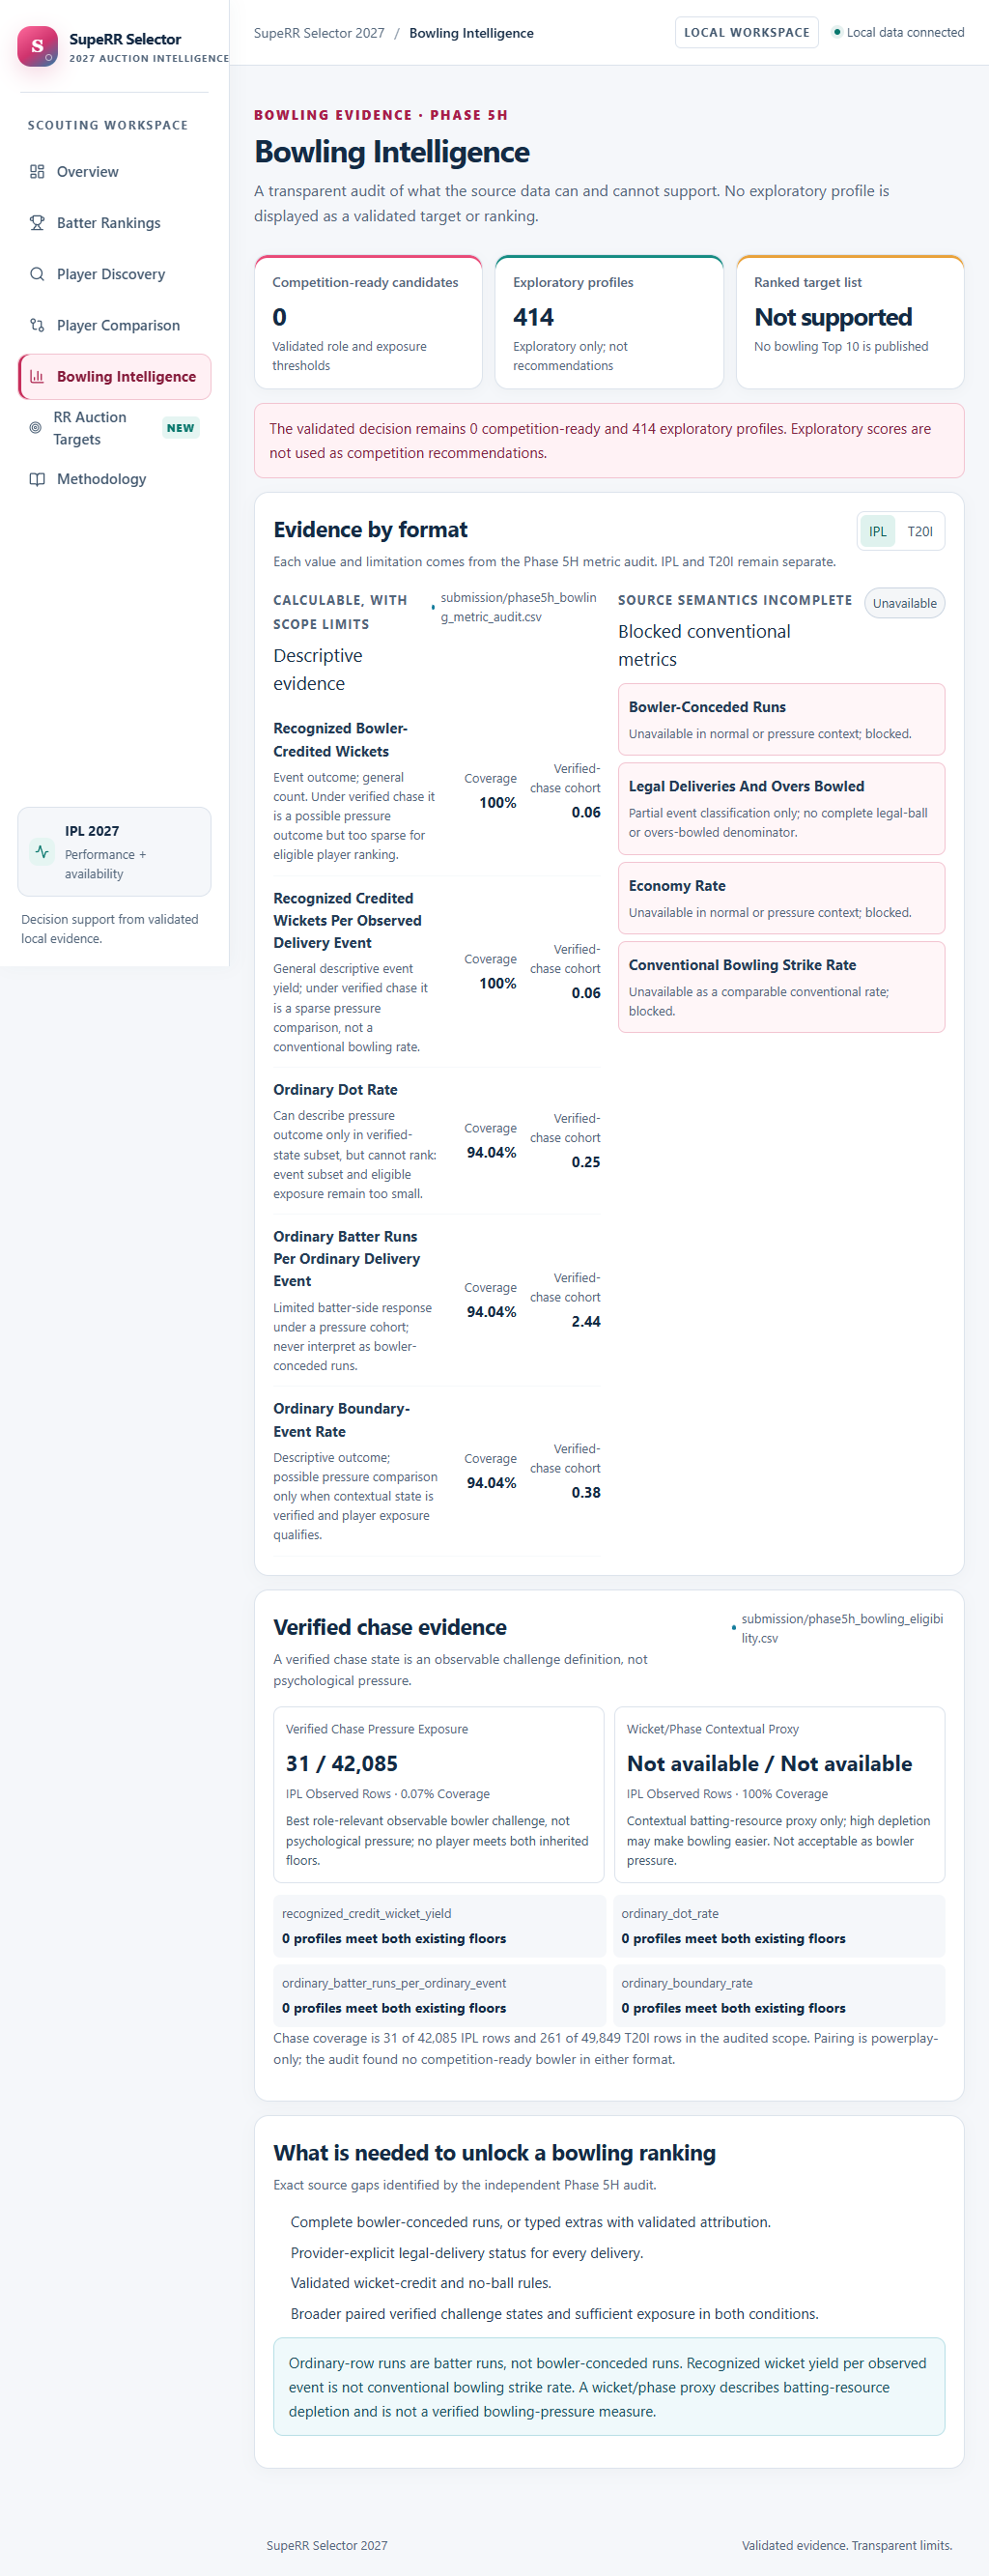 S
SupeRR Selector
2027 AUCTION INTELLIGENCE
SCOUTING WORKSPACE
Overview
Batter Rankings
Player Discovery
Player Comparison
Bowling Intelligence
RR Auction
Targets
NEW
Methodology
IPL 2027
Performance +
availability
Decision support from validated
local evidence.
SupeRR Selector 2027 / Bowling Intelligence
LOCAL WORKSPACE
Local data connected
BOWLING EVIDENCE · PHASE 5H
Bowling Intelligence
A transparent audit of what the source data can and cannot support. No exploratory profile is
displayed as a validated target or ranking.
Competition-ready candidates
0
Validated role and exposure
thresholds
Exploratory profiles
414
Exploratory only; not
recommendations
Ranked target list
Not supported
No bowling Top 10 is published
The validated decision remains 0 competition-ready and 414 exploratory profiles. Exploratory scores are
not used as competition recommendations.
Evidence by format
IPL
T20I
Each value and limitation comes from the Phase 5H metric audit. IPL and T20I remain separate.
CALCULABLE, WITH
SCOPE LIMITS
Descriptive
evidence
submission/phase5h_bowlin
g_metric_audit.csv
Recognized Bowler-
Credited Wickets
Event outcome; general
count. Under verified chase it
is a possible pressure
outcome but too sparse for
eligible player ranking.
Coverage
100%
Verified-
chase cohort
0.06
Recognized Credited
Wickets Per Observed
Delivery Event
General descriptive event
yield; under verified chase it
is a sparse pressure
comparison, not a
conventional bowling rate.
Coverage
100%
Verified-
chase cohort
0.06
Ordinary Dot Rate
Can describe pressure
outcome only in verified-
state subset, but cannot rank:
event subset and eligible
exposure remain too small.
Coverage
94.04%
Verified-
chase cohort
0.25
Ordinary Batter Runs
Per Ordinary Delivery
Event
Limited batter-side response
under a pressure cohort;
never interpret as bowler-
conceded runs.
Coverage
94.04%
Verified-
chase cohort
2.44
Ordinary Boundary-
Event Rate
Descriptive outcome;
possible pressure comparison
only when contextual state is
verified and player exposure
qualifies.
Coverage
94.04%
Verified-
chase cohort
0.38
SOURCE SEMANTICS INCOMPLETE
Blocked conventional
metrics
Unavailable
Bowler-Conceded Runs
Unavailable in normal or pressure context; blocked.
Legal Deliveries And Overs Bowled
Partial event classification only; no complete legal-ball
or overs-bowled denominator.
Economy Rate
Unavailable in normal or pressure context; blocked.
Conventional Bowling Strike Rate
Unavailable as a comparable conventional rate;
blocked.
Verified chase evidence
A verified chase state is an observable challenge definition, not
psychological pressure.
submission/phase5h_bowling_eligibi
lity.csv
Verified Chase Pressure Exposure
31 / 42,085
IPL Observed Rows · 0.07% Coverage
Best role-relevant observable bowler challenge, not
psychological pressure; no player meets both inherited
floors.
Wicket/Phase Contextual Proxy
Not available / Not available
IPL Observed Rows · 100% Coverage
Contextual batting-resource proxy only; high depletion
may make bowling easier. Not acceptable as bowler
pressure.
recognized_credit_wicket_yield
0 profiles meet both existing floors
ordinary_dot_rate
0 profiles meet both existing floors
ordinary_batter_runs_per_ordinary_event
0 profiles meet both existing floors
ordinary_boundary_rate
0 profiles meet both existing floors
Chase coverage is 31 of 42,085 IPL rows and 261 of 49,849 T20I rows in the audited scope. Pairing is powerplay-
only; the audit found no competition-ready bowler in either format.
What is needed to unlock a bowling ranking
Exact source gaps identified by the independent Phase 5H audit.
Complete bowler-conceded runs, or typed extras with validated attribution.
Provider-explicit legal-delivery status for every delivery.
Validated wicket-credit and no-ball rules.
Broader paired verified challenge states and sufficient exposure in both conditions.
Ordinary-row runs are batter runs, not bowler-conceded runs. Recognized wicket yield per observed
event is not conventional bowling strike rate. A wicket/phase proxy describes batting-resource
depletion and is not a verified bowling-pressure measure.
SupeRR Selector 2027
Validated evidence. Transparent limits.